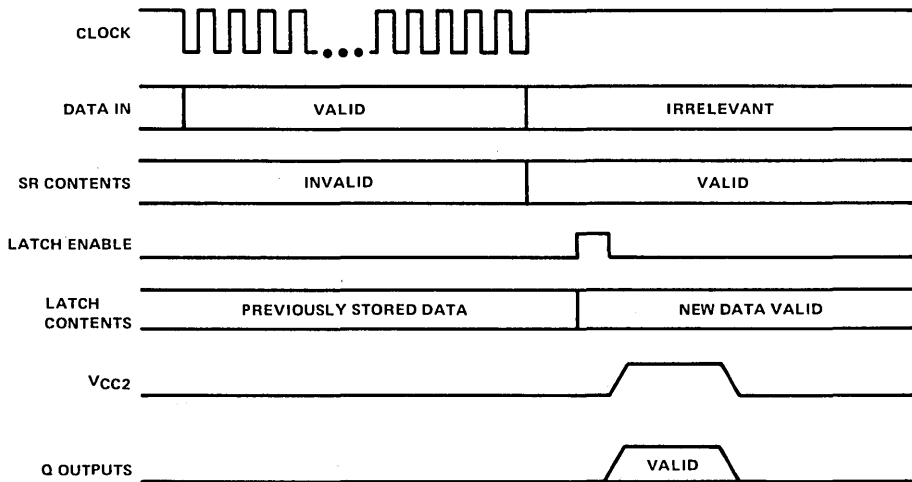 CLOCK
DATA IN
VALID
IRRELEVANT
SR CONTENTS
INVALID
VALID
LATCH ENABLE
LATCH
CONTENTS
PREVIOUSLY STORED DATA
NEW DATA VALID
VCC2
Q OUTPUTS
VALID